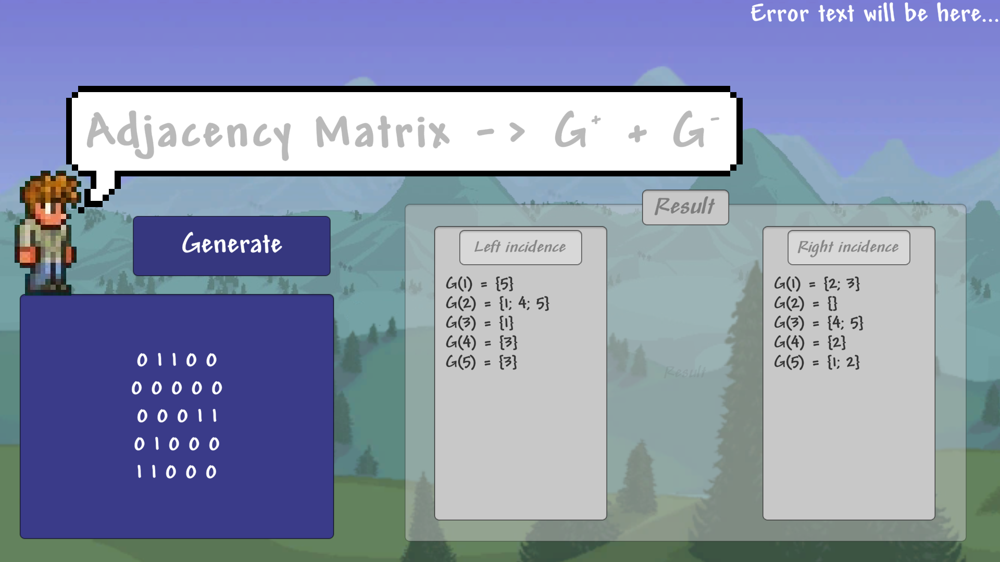 Error text will be here...
Adjacency Matrix -> G⁺ + G⁻
Result
Generate
Left incidence
G(1) = {5}
G(2) = {1; 4; 5}
G(3) = {1}
G(4) = {3}
G(5) = {3}
Right incidence
G(1) = {2; 3}
G(2) = {}
G(3) = {4; 5}
G(4) = {2}
G(5) = {1; 2}
Result
0 1 1 0 0
0 0 0 0 0
0 0 0 1 1
0 1 0 0 0
1 1 0 0 0